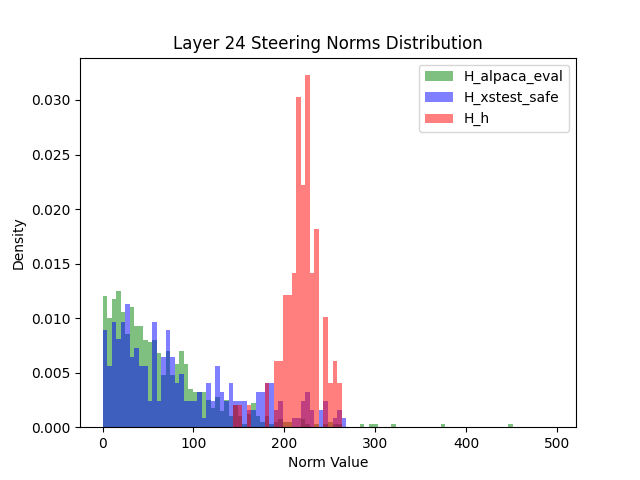 Layer 24 Steering Norms Distribution
H_alpaca_eval
H_xstest_safe
H_h
0.030
0.025
0.020
0.015
0.010
0.005
0.000
Density
0 100 200 300 400 500
Norm Value